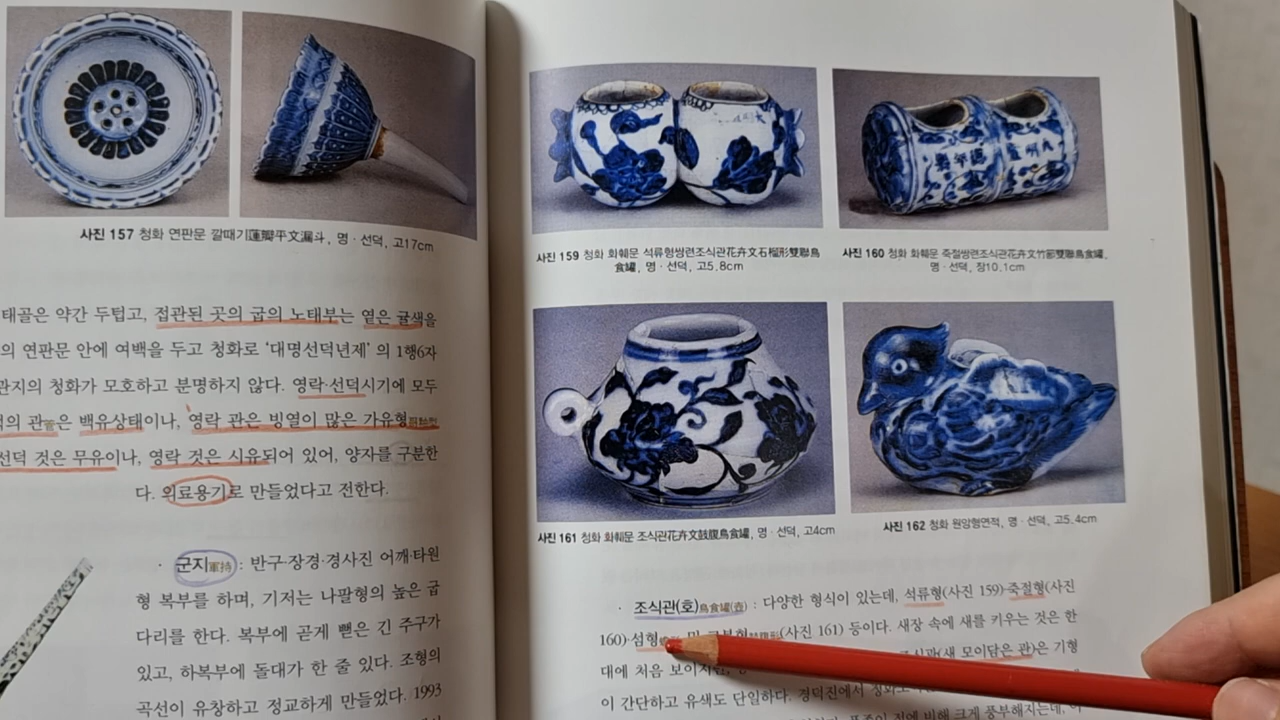 사진 157 청화 연판문 깔때기蓮瓣平文漏斗, 명 · 선덕, 고17cm
태골은 약간 두텁고, 접관된 곳의 굽의 노태부는 옅은 귤색을
의 연판문 안에 여백을 두고 청화로 ‘대명선덕년제’ 의 1행6자
관지의 청화가 모호하고 분명하지 않다. 영락·선덕시기에 모두
의 관管은 백유상태이나, 영락 관은 빙열이 많은 가유형
선덕 것은 무유이나, 영락 것은 시유되어 있어, 양자를 구분한
다. 의료용기로 만들었다고 전한다.
· 군지軍持 : 반구·장경·경사진 어깨·타원
형 복부를 하며, 기저는 나팔형의 높은 굽
다리를 한다. 복부에 곧게 뻗은 긴 주구가
있고, 하복부에 돌대가 한 줄 있다. 조형의
곡선이 유창하고 정교하게 만들었다. 1993
사진 159 청화 화훼문 석류형쌍련조식관花卉文石榴形雙聯鳥
食罐, 명 · 선덕, 고5.8cm
사진 160 청화 화훼문 죽절쌍련조식관花卉文竹節雙聯鳥食罐,
명 · 선덕, 장10.1cm
사진 161 청화 화훼문 조식관花卉文鼓腹鳥食罐, 명 · 선덕, 고4cm
사진 162 청화 원앙형연적, 명 · 선덕, 고5.4cm
· 조식관(호)鳥食罐(壺) : 다양한 형식이 있는데, 석류형(사진 159)·죽절형(사진
160)·섬형 및 (사진 161) 등이다. 새장 속에 새를 키우는 것은 한
대에 처음 보이지만, 조식관(새 모이담은 관)은 기형
이 간단하고 유색도 단일하다. 경덕진에서 청화